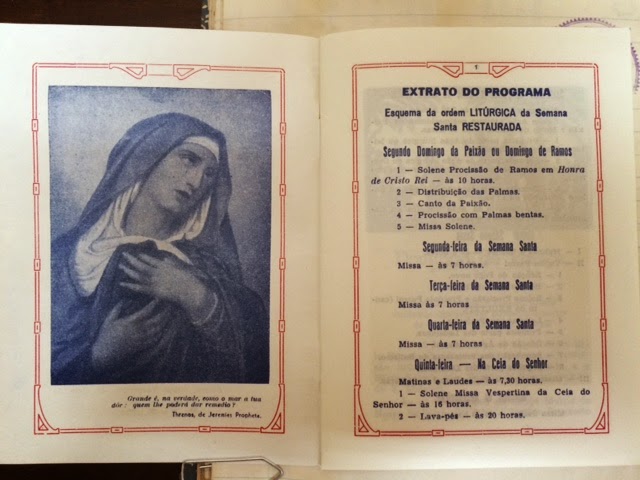 Grande é, na verdade, como o mar a tua
dôr: quem lhe poderá dar remedio?
Threnos, de Jeremias Propheta.
1
EXTRATO DO PROGRAMA
Esquema da ordem LITÚRGICA da Semana
Santa RESTAURADA
Segundo Domingo da Paixão ou Domingo de Ramos
1 — Solene Procissão de Ramos em Honra
de Cristo Rei — às 10 horas.
2 — Distribuição das Palmas.
3 — Canto da Paixão.
4 — Procissão com Palmas bentas.
5 — Missa Solene.
Segunda-feira da Semana Santa
Missa — às 7 horas.
Terça-feira da Semana Santa
Missa às 7 horas
Quarta-feira da Semana Santa
Missa — às 7 horas
Quinta-feira — Na Ceia do Senhor
Matinas e Laudes — às 7,30 horas.
1 — Solene Missa Vespertina da Ceia do
Senhor — às 16 horas.
2 — Lava-pés — às 20 horas.